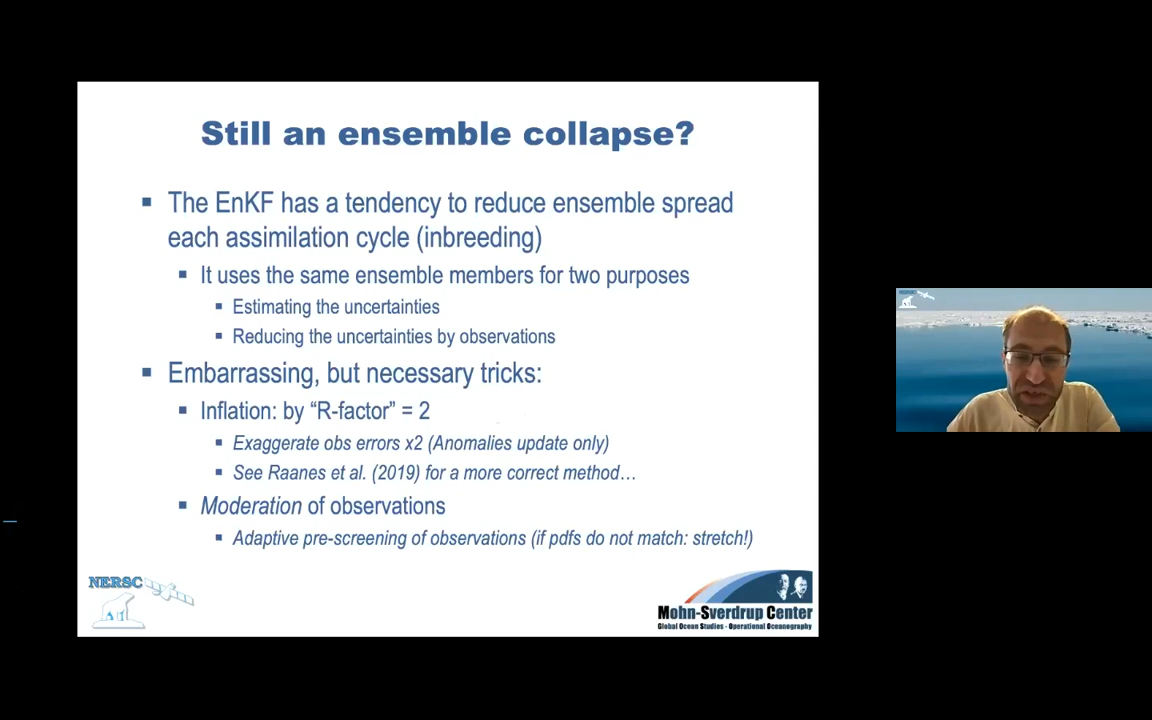 Still an ensemble collapse?
▪ The EnKF has a tendency to reduce ensemble spread
each assimilation cycle (inbreeding)
▪ It uses the same ensemble members for two purposes
▪ Estimating the uncertainties
▪ Reducing the uncertainties by observations
▪ Embarrassing, but necessary tricks:
▪ Inflation: by “R-factor” = 2
▪ Exaggerate obs errors x2 (Anomalies update only)
▪ See Raanes et al. (2019) for a more correct method…
▪ Moderation of observations
▪ Adaptive pre-screening of observations (if pdfs do not match: stretch!)
NERSC
Mohn-Sverdrup Center
Global Ocean Studies - Operational Oceanography